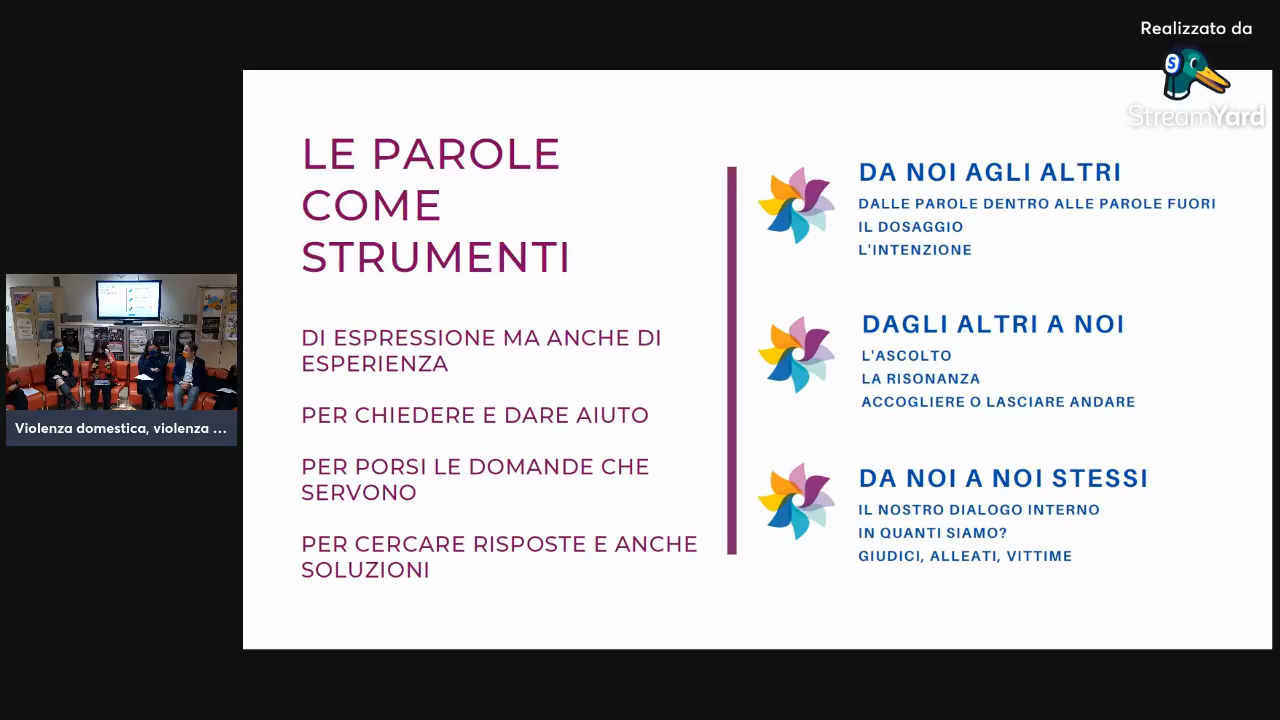 Realizzato da
StreamYard
LE PAROLE
COME
STRUMENTI
DI ESPRESSIONE MA ANCHE DI
ESPERIENZA
PER CHIEDERE E DARE AIUTO
PER PORSI LE DOMANDE CHE
SERVONO
PER CERCARE RISPOSTE E ANCHE
SOLUZIONI
DA NOI AGLI ALTRI
DALLE PAROLE DENTRO ALLE PAROLE FUORI
IL DOSAGGIO
L'INTENZIONE
DAGLI ALTRI A NOI
L'ASCOLTO
LA RISONANZA
ACCOGLIERE O LASCIARE ANDARE
DA NOI A NOI STESSI
IL NOSTRO DIALOGO INTERNO
IN QUANTI SIAMO?
GIUDICI, ALLEATI, VITTIME
Violenza domestica, violenza ...